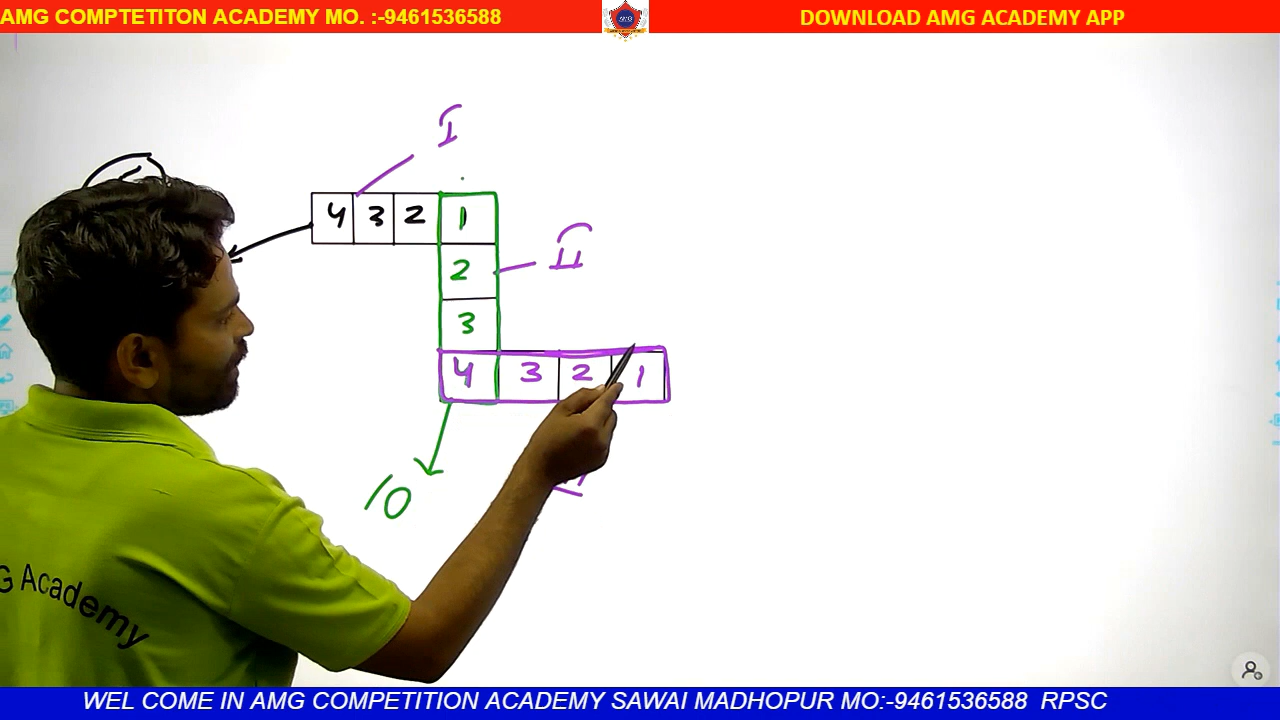 AMG COMPTETITON ACADEMY MO. :-9461536588
AMG
DOWNLOAD AMG ACADEMY APP
I
4 3 2 1
2
II
3
4 3 2 1
10
G Academy
WEL COME IN AMG COMPETITION ACADEMY SAWAI MADHOPUR MO:-9461536588 RPSC